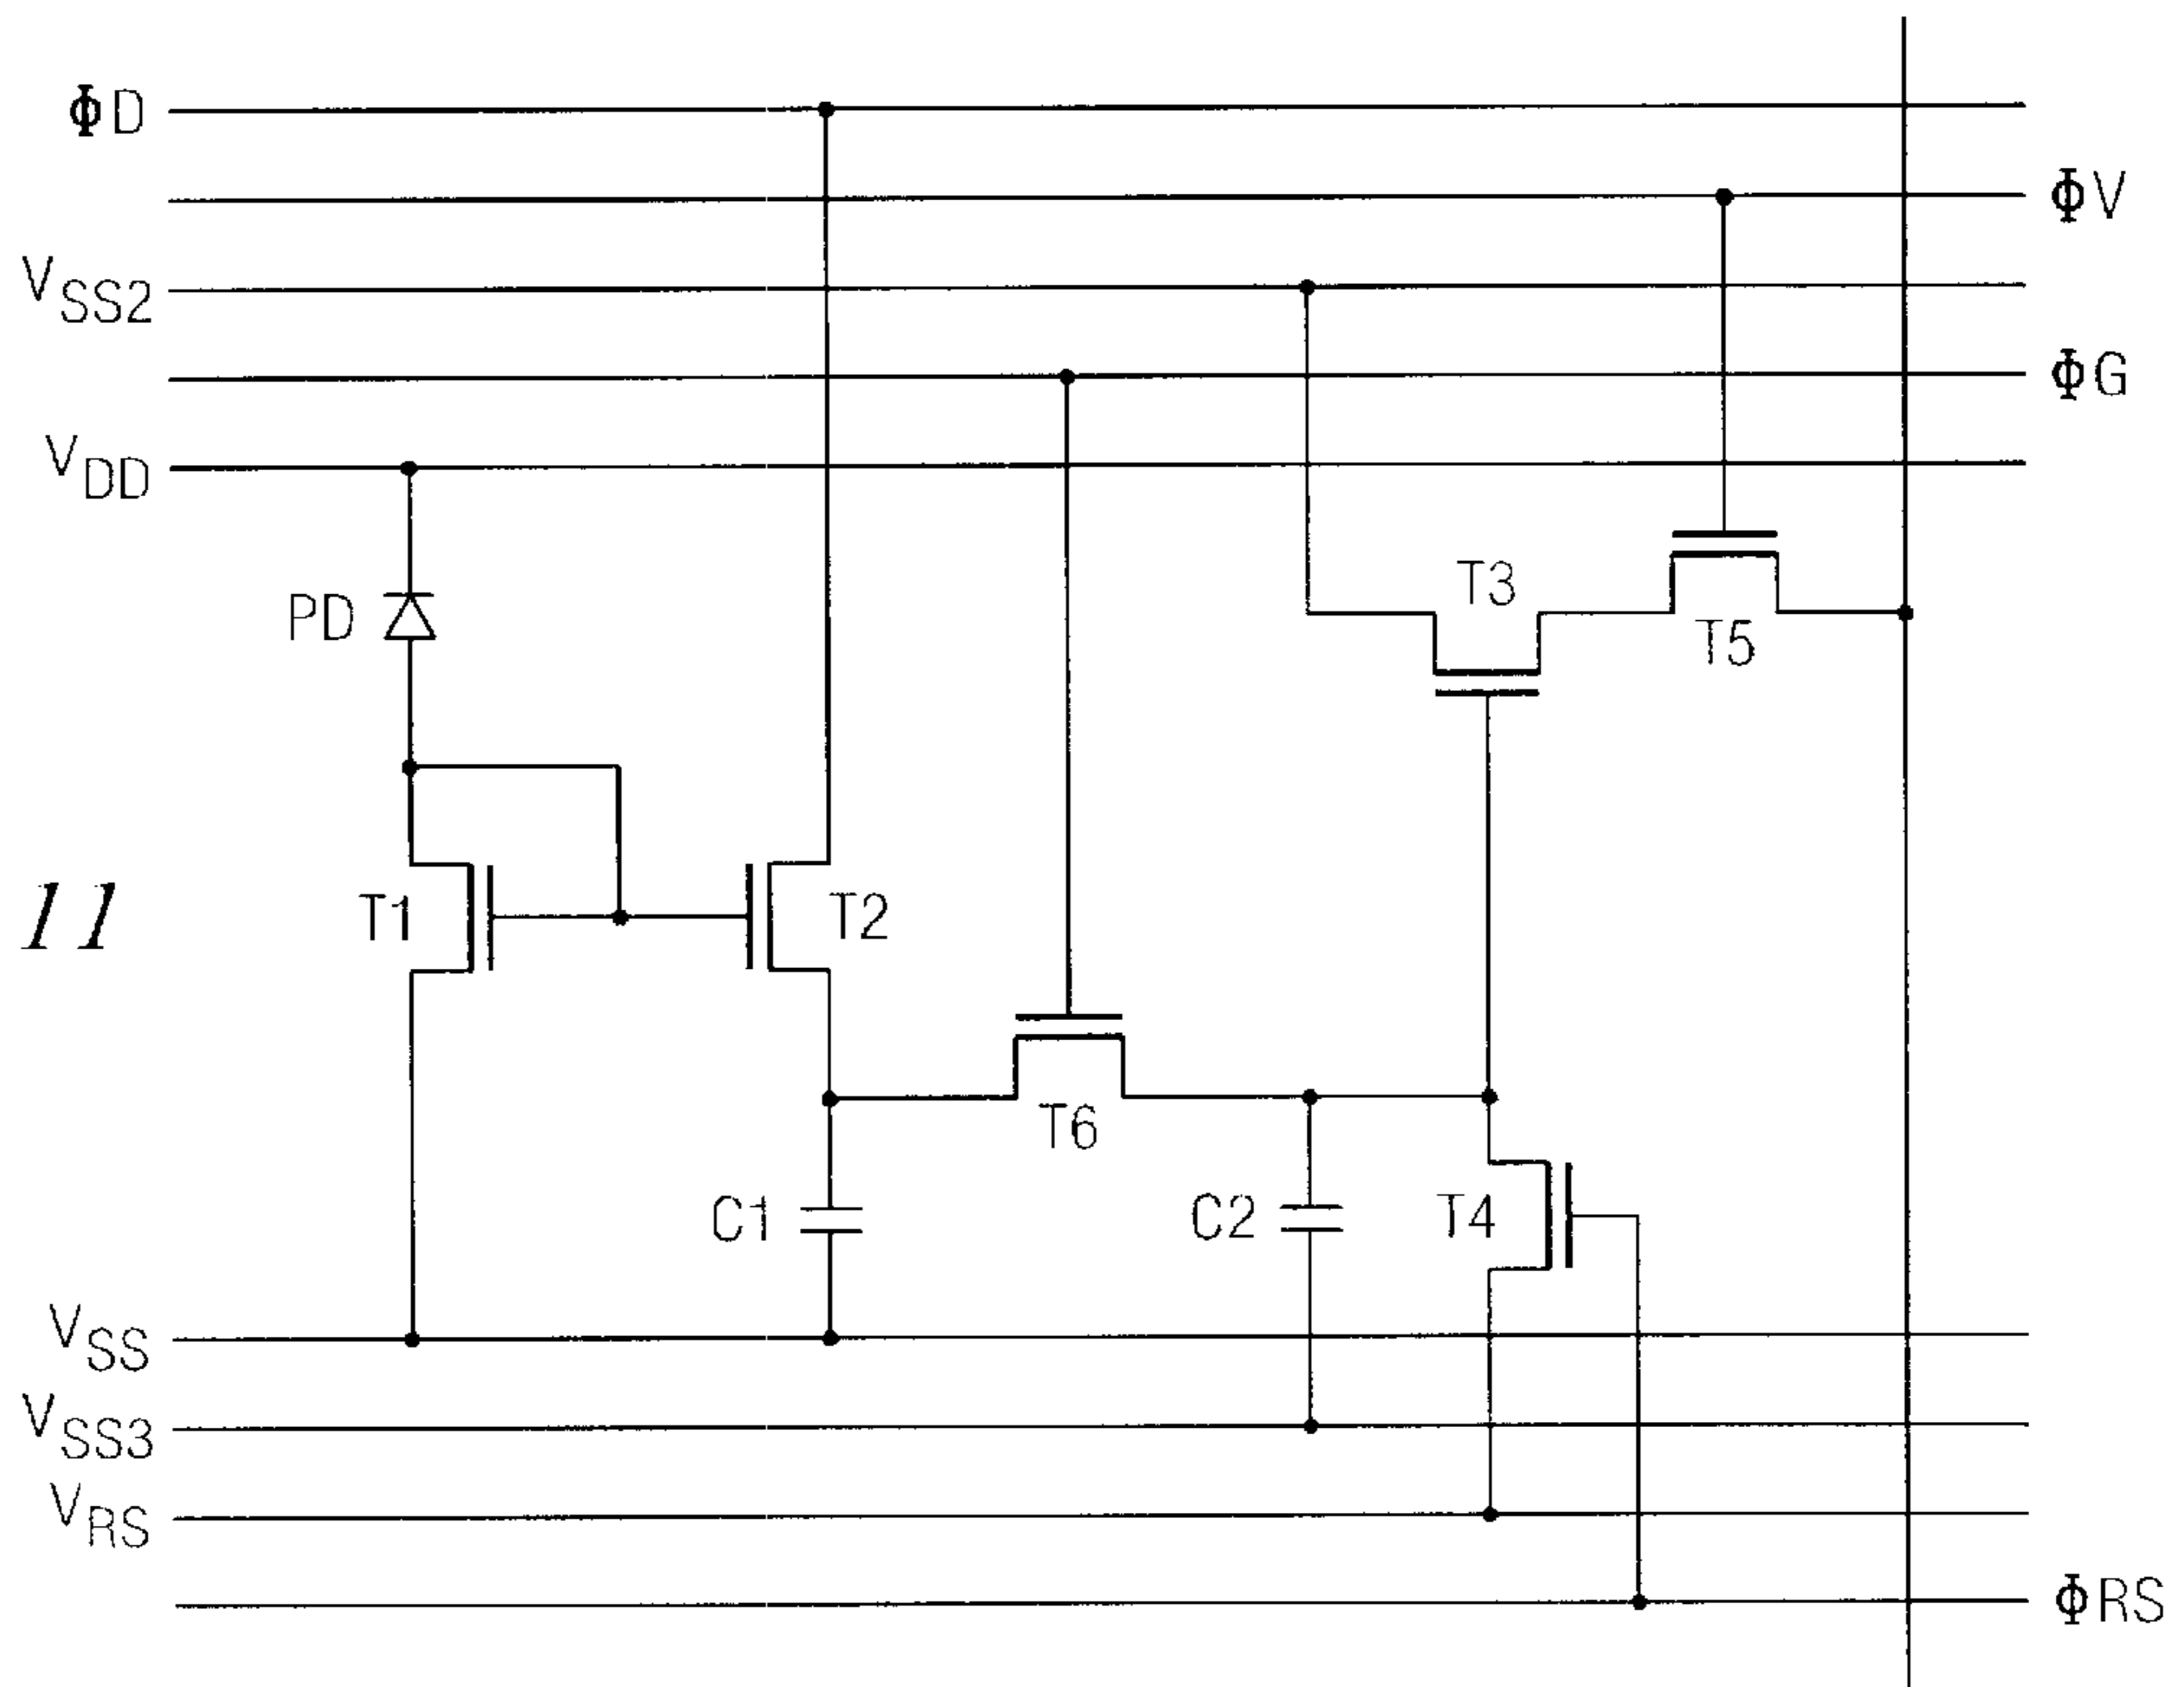 ΦD
ΦV
VSS2
ΦG
VDD
PD
T3
T5
11
T1
T2
T6
C1
C2
T4
VSS
VSS3
VRS
ΦRS